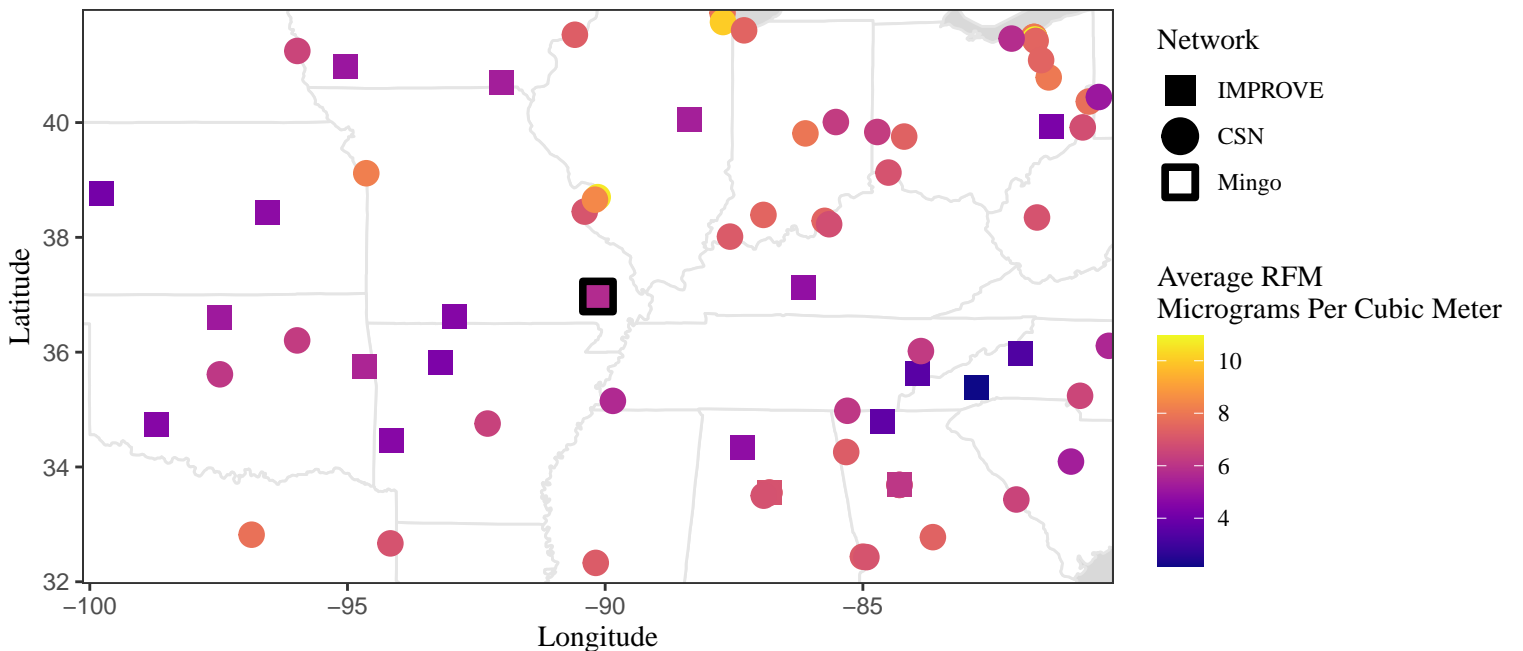 40
38
36
34
32
−100
−95
−90
−85
Latitude
Longitude
Network
IMPROVE
CSN
Mingo
Average RFM
Micrograms Per Cubic Meter
10
8
6
4